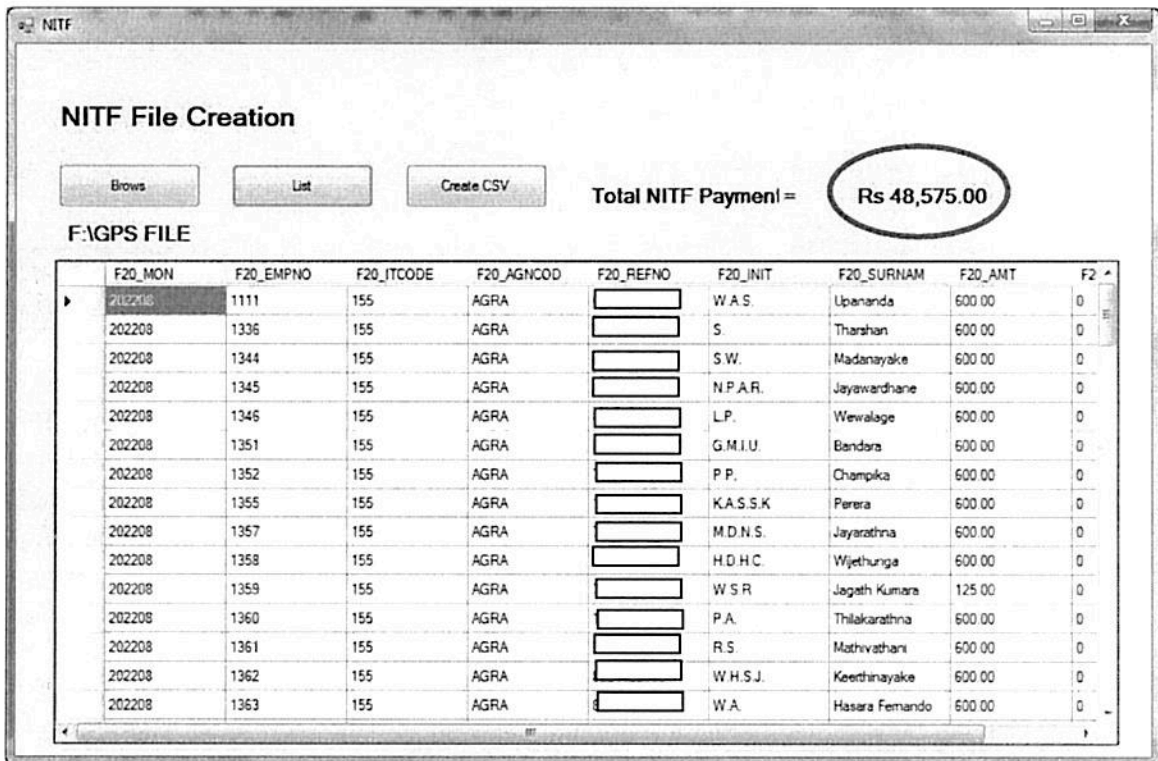 NITF
NITF File Creation
Brows List Create CSV Total NITF Payment = Rs 48,575.00
F:\GPS FILE
F20_MON F20_EMPNO F20_ITCODE F20_AGNCOD F20_REFNO F20_INIT F20_SURNAM F20_AMT F2
202208 1111 155 AGRA W.A.S. Upananda 600.00 0
202208 1336 155 AGRA S. Tharshan 600.00 0
202208 1344 155 AGRA S.W. Madanayake 600.00 0
202208 1345 155 AGRA N.P.A.R. Jayawardhane 600.00 0
202208 1346 155 AGRA L.P. Wewalage 600.00 0
202208 1351 155 AGRA G.M.I.U. Bandara 600.00 0
202208 1352 155 AGRA P.P. Champika 600.00 0
202208 1355 155 AGRA K.A.S.S.K Perera 600.00 0
202208 1357 155 AGRA M.D.N.S. Jayarathna 600.00 0
202208 1358 155 AGRA H.D.H.C. Wijethunga 600.00 0
202208 1359 155 AGRA W S R Jagath Kumara 125.00 0
202208 1360 155 AGRA P.A. Thilakarathna 600.00 0
202208 1361 155 AGRA R.S. Mathivathani 600.00 0
202208 1362 155 AGRA W.H.S.J. Keerthinayake 600.00 0
202208 1363 155 AGRA W.A. Hasara Fernando 600.00 0